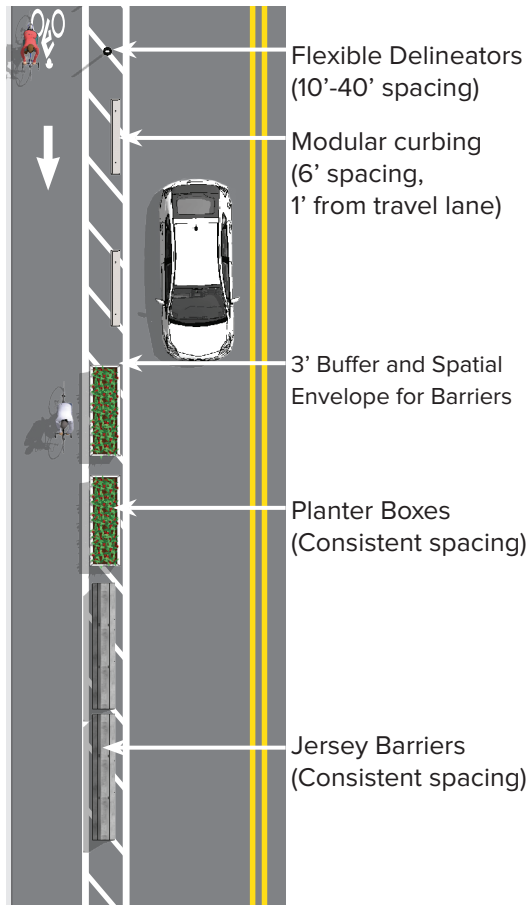 Flexible Delineators
(10’-40’ spacing)
Modular curbing
(6’ spacing,
1’ from travel lane)
3’ Buffer and Spatial
Envelope for Barriers
Planter Boxes
(Consistent spacing)
Jersey Barriers
(Consistent spacing)